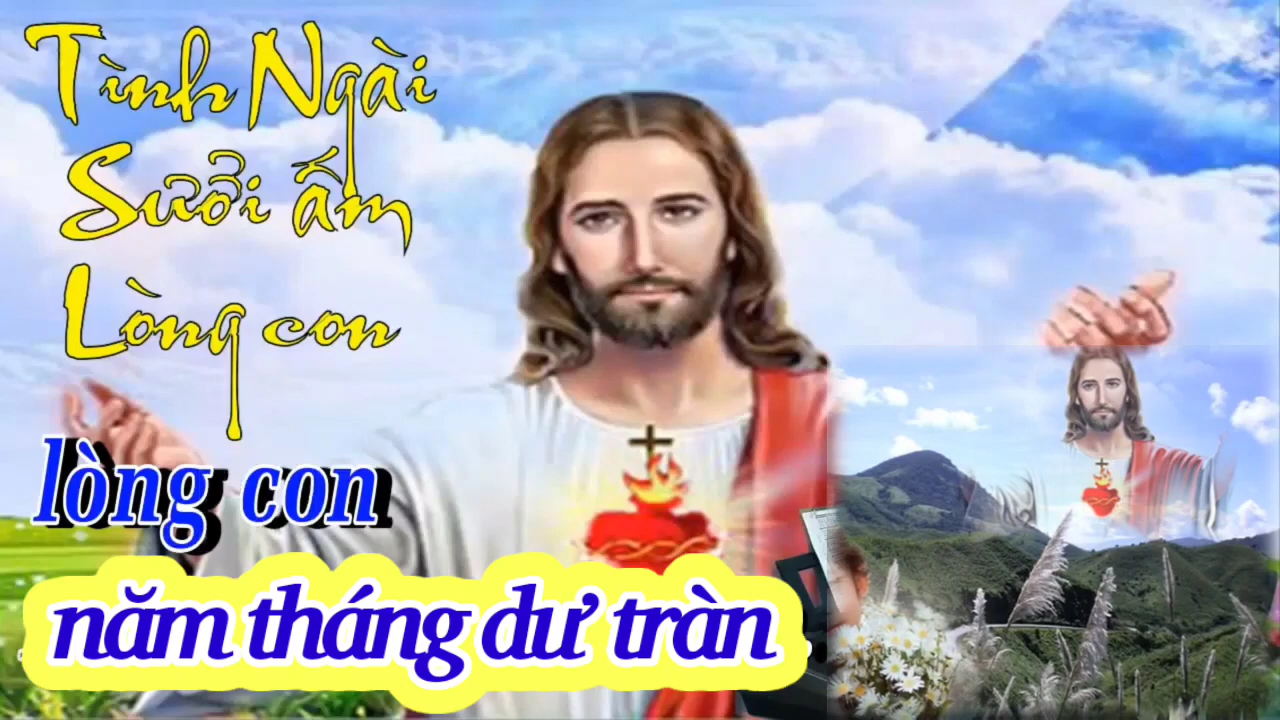 Tình Ngài
Sưởi ấm
Lòng con
lòng con
năm tháng dư tràn